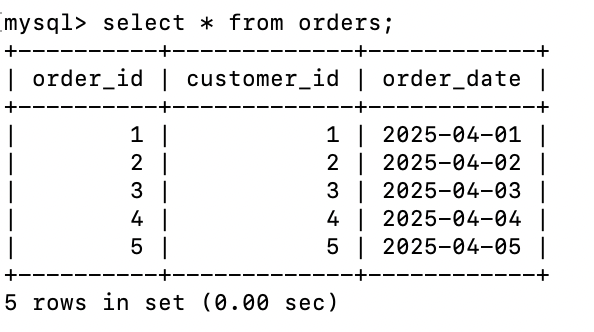 mysql> select * from orders;
+----------+-------------+------------+
| order_id | customer_id | order_date |
+----------+-------------+------------+
|        1 |           1 | 2025-04-01 |
|        2 |           2 | 2025-04-02 |
|        3 |           3 | 2025-04-03 |
|        4 |           4 | 2025-04-04 |
|        5 |           5 | 2025-04-05 |
+----------+-------------+------------+
5 rows in set (0.00 sec)